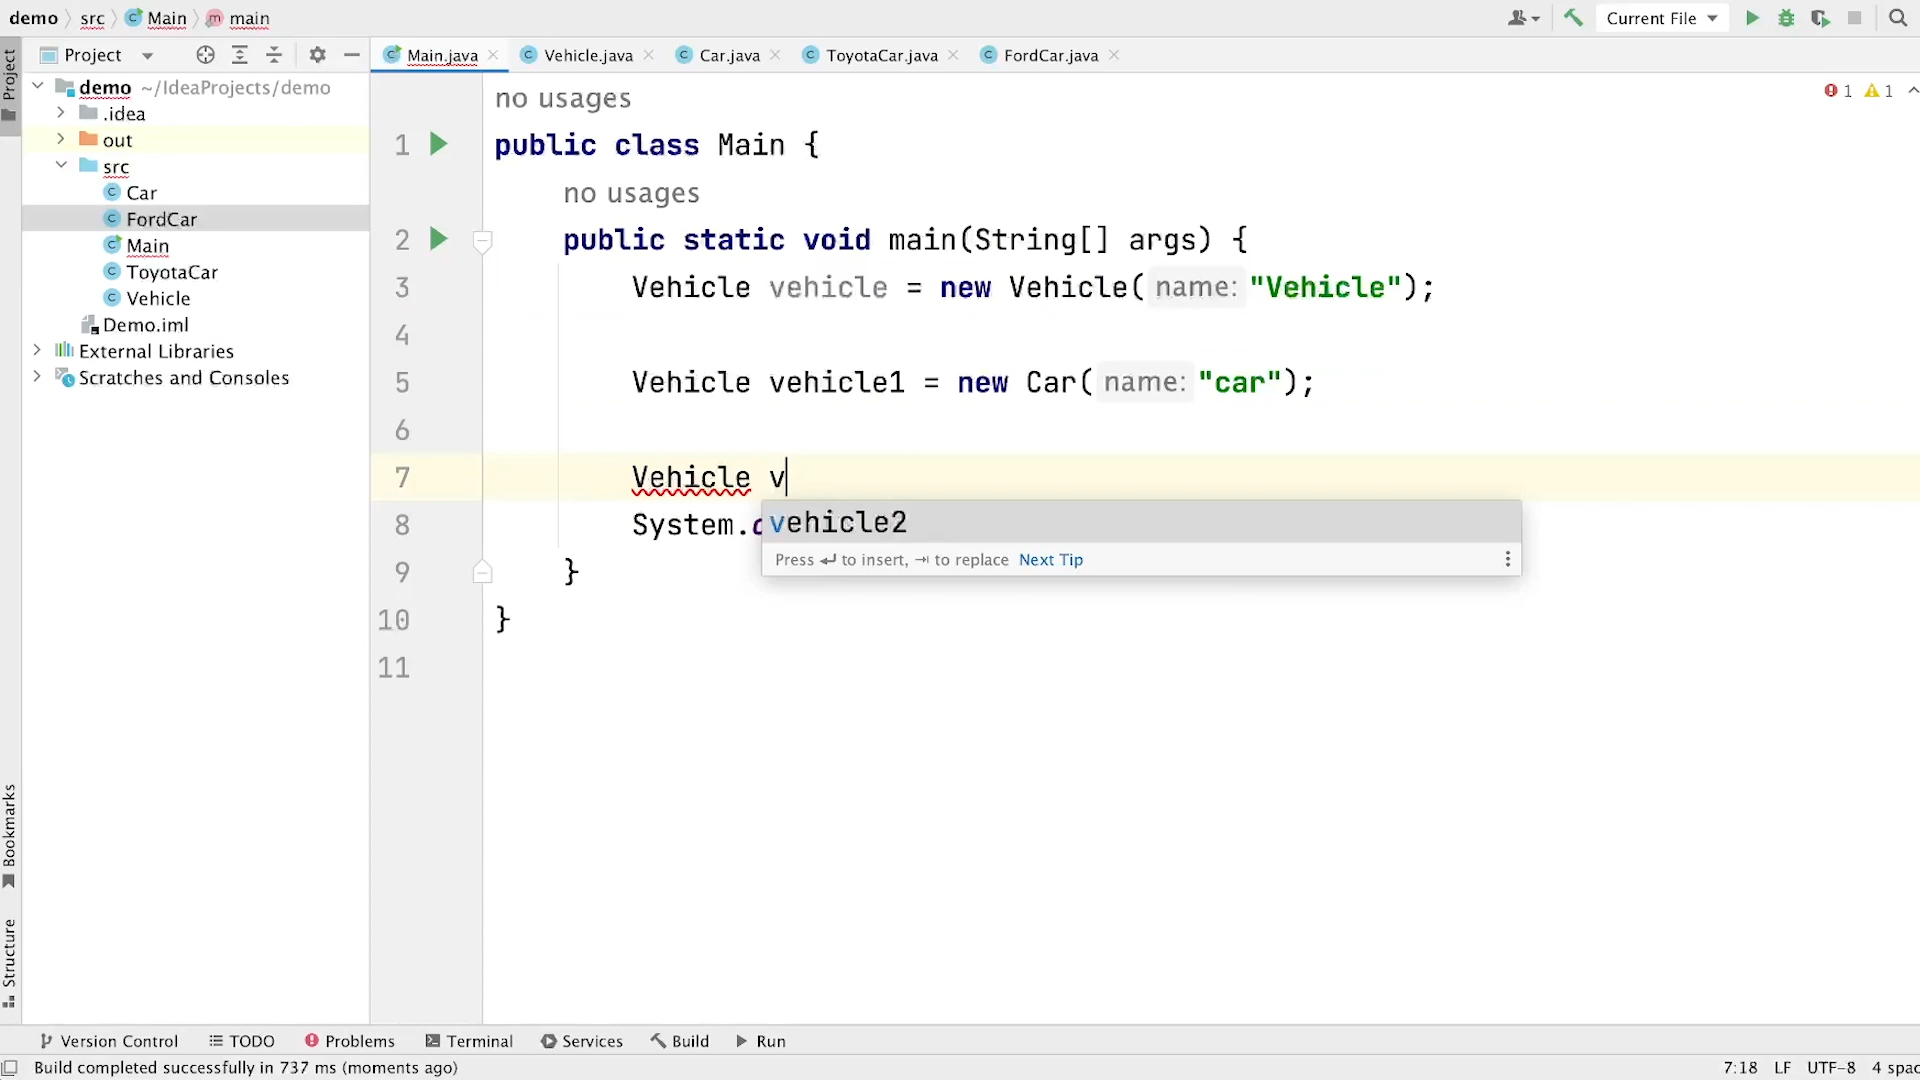 demo src Main main
Current File
Project
Main.java Vehicle.java Car.java ToyotaCar.java FordCar.java
Project
demo ~/IdeaProjects/demo
.idea
out
src
Car
FordCar
Main
ToyotaCar
Vehicle
Demo.iml
External Libraries
Scratches and Consoles
1 1
no usages
1 public class Main {
no usages
2 public static void main(String[] args) {
3 Vehicle vehicle = new Vehicle( name: "Vehicle");
4
5 Vehicle vehicle1 = new Car( name: "car");
6
7 Vehicle v
vehicle2
Press ↵ to insert, ⇥ to replace Next Tip
8 System.o
9 }
10 }
11
Bookmarks
Structure
Version Control TODO Problems Terminal Services Build Run
Build completed successfully in 737 ms (moments ago)
7:18 LF UTF-8 4 spac